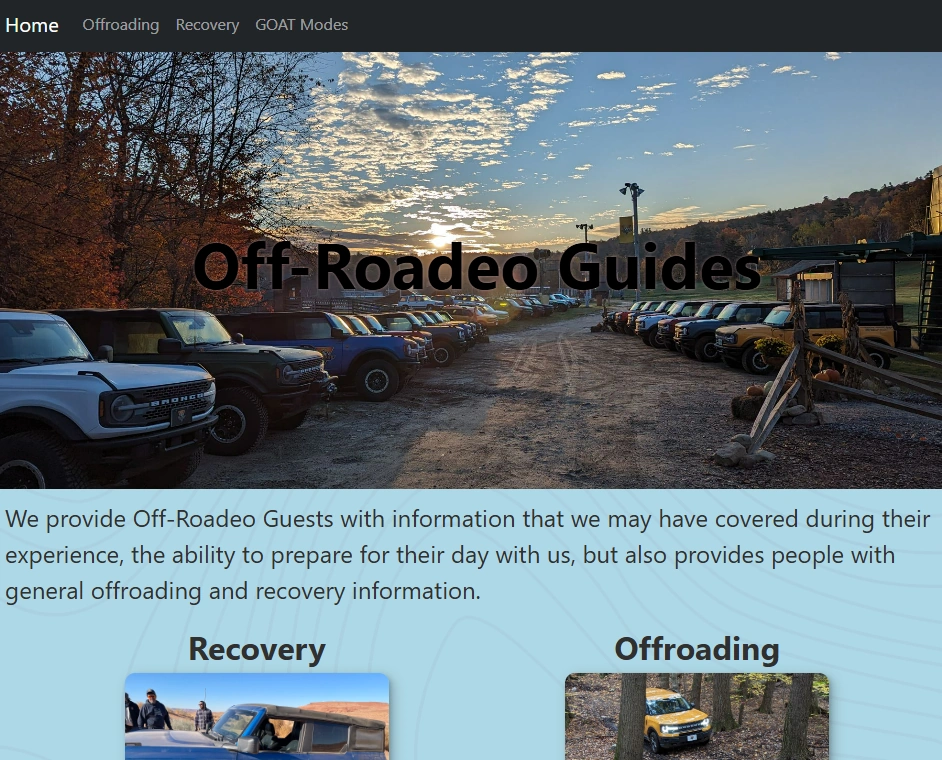 Home Offroading Recovery GOAT Modes
Off-Roadeo Guides
BRONCO
We provide Off-Roadeo Guests with information that we may have covered during their
experience, the ability to prepare for their day with us, but also provides people with
general offroading and recovery information.
Recovery Offroading